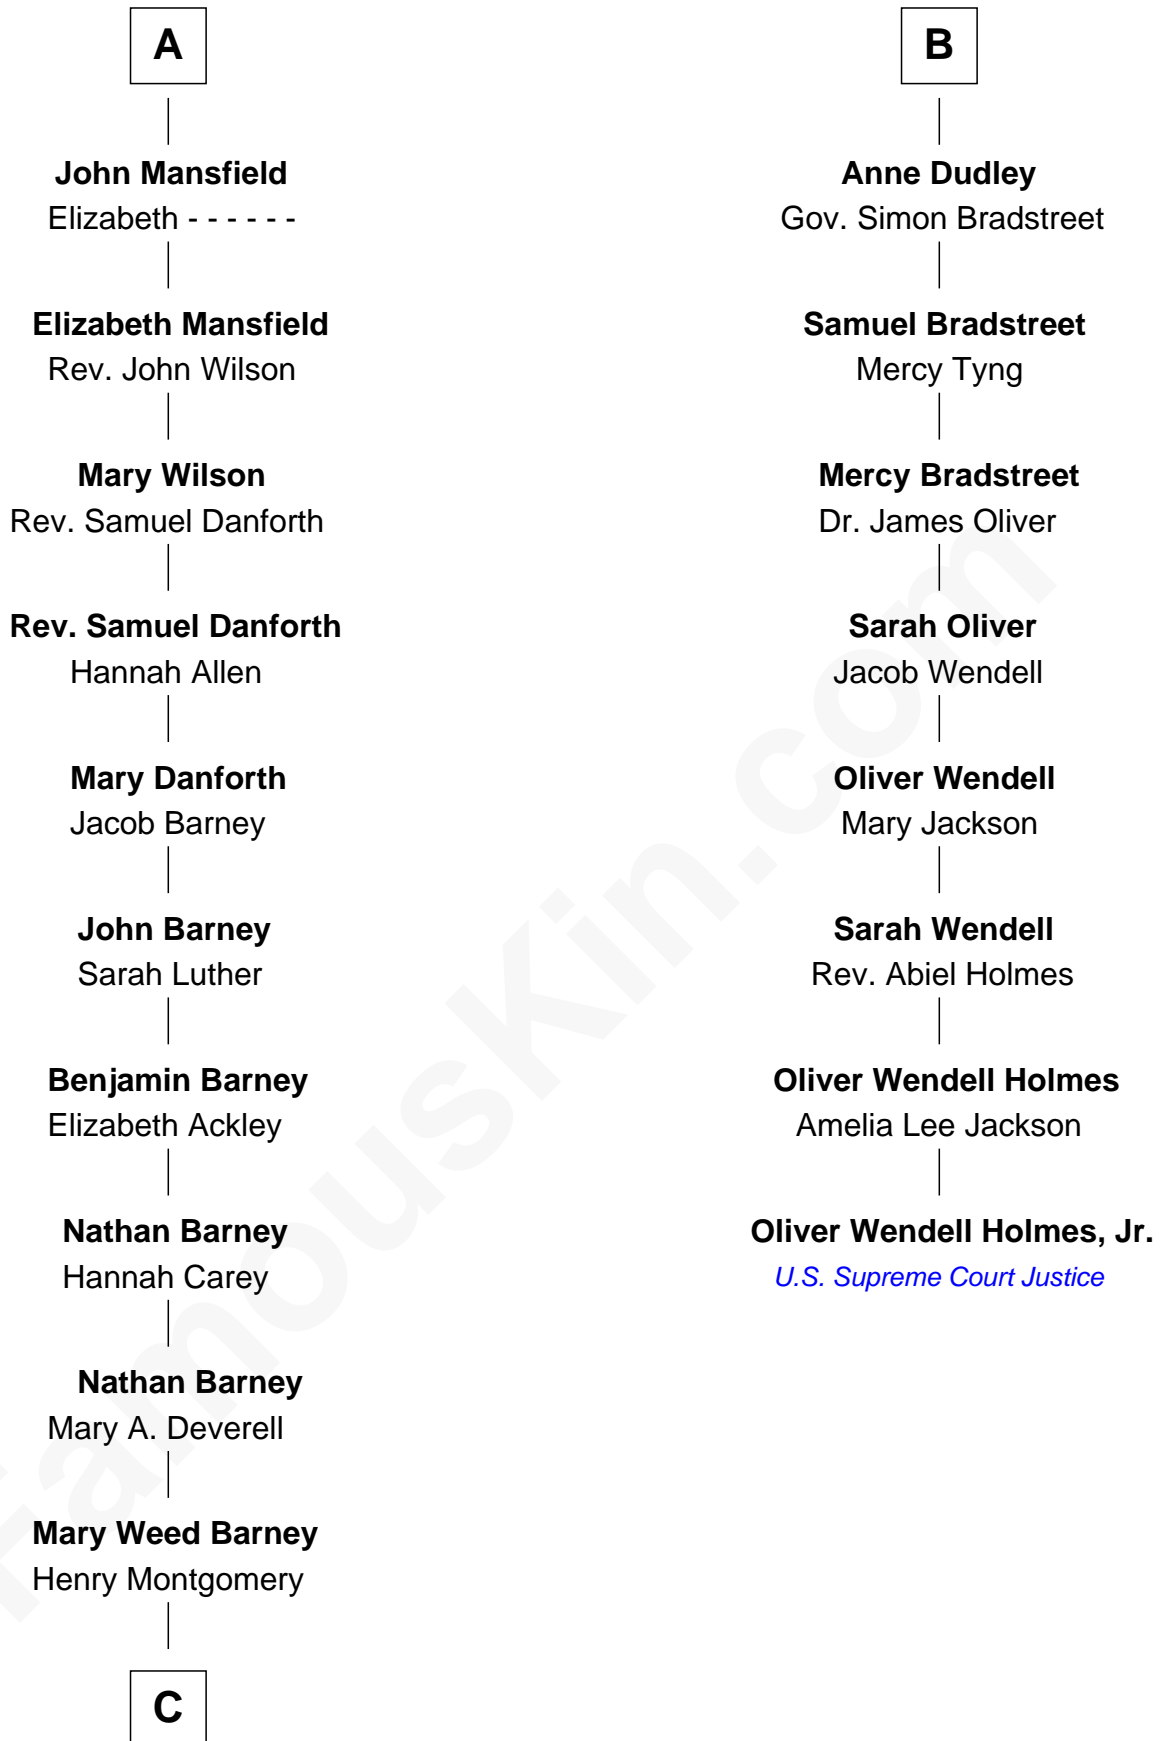 A
John Mansfield
Elizabeth - - - - - -
Elizabeth Mansfield
Rev. John Wilson
Mary Wilson
Rev. Samuel Danforth
Rev. Samuel Danforth
Hannah Allen
Mary Danforth
Jacob Barney
John Barney
Sarah Luther
Benjamin Barney
Elizabeth Ackley
Nathan Barney
Hannah Carey
Nathan Barney
Mary A. Deverell
Mary Weed Barney
Henry Montgomery
C
B
Anne Dudley
Gov. Simon Bradstreet
Samuel Bradstreet
Mercy Tyng
Mercy Bradstreet
Dr. James Oliver
Sarah Oliver
Jacob Wendell
Oliver Wendell
Mary Jackson
Sarah Wendell
Rev. Abiel Holmes
Oliver Wendell Holmes
Amelia Lee Jackson
Oliver Wendell Holmes, Jr.
U.S. Supreme Court Justice
FamousKin.com